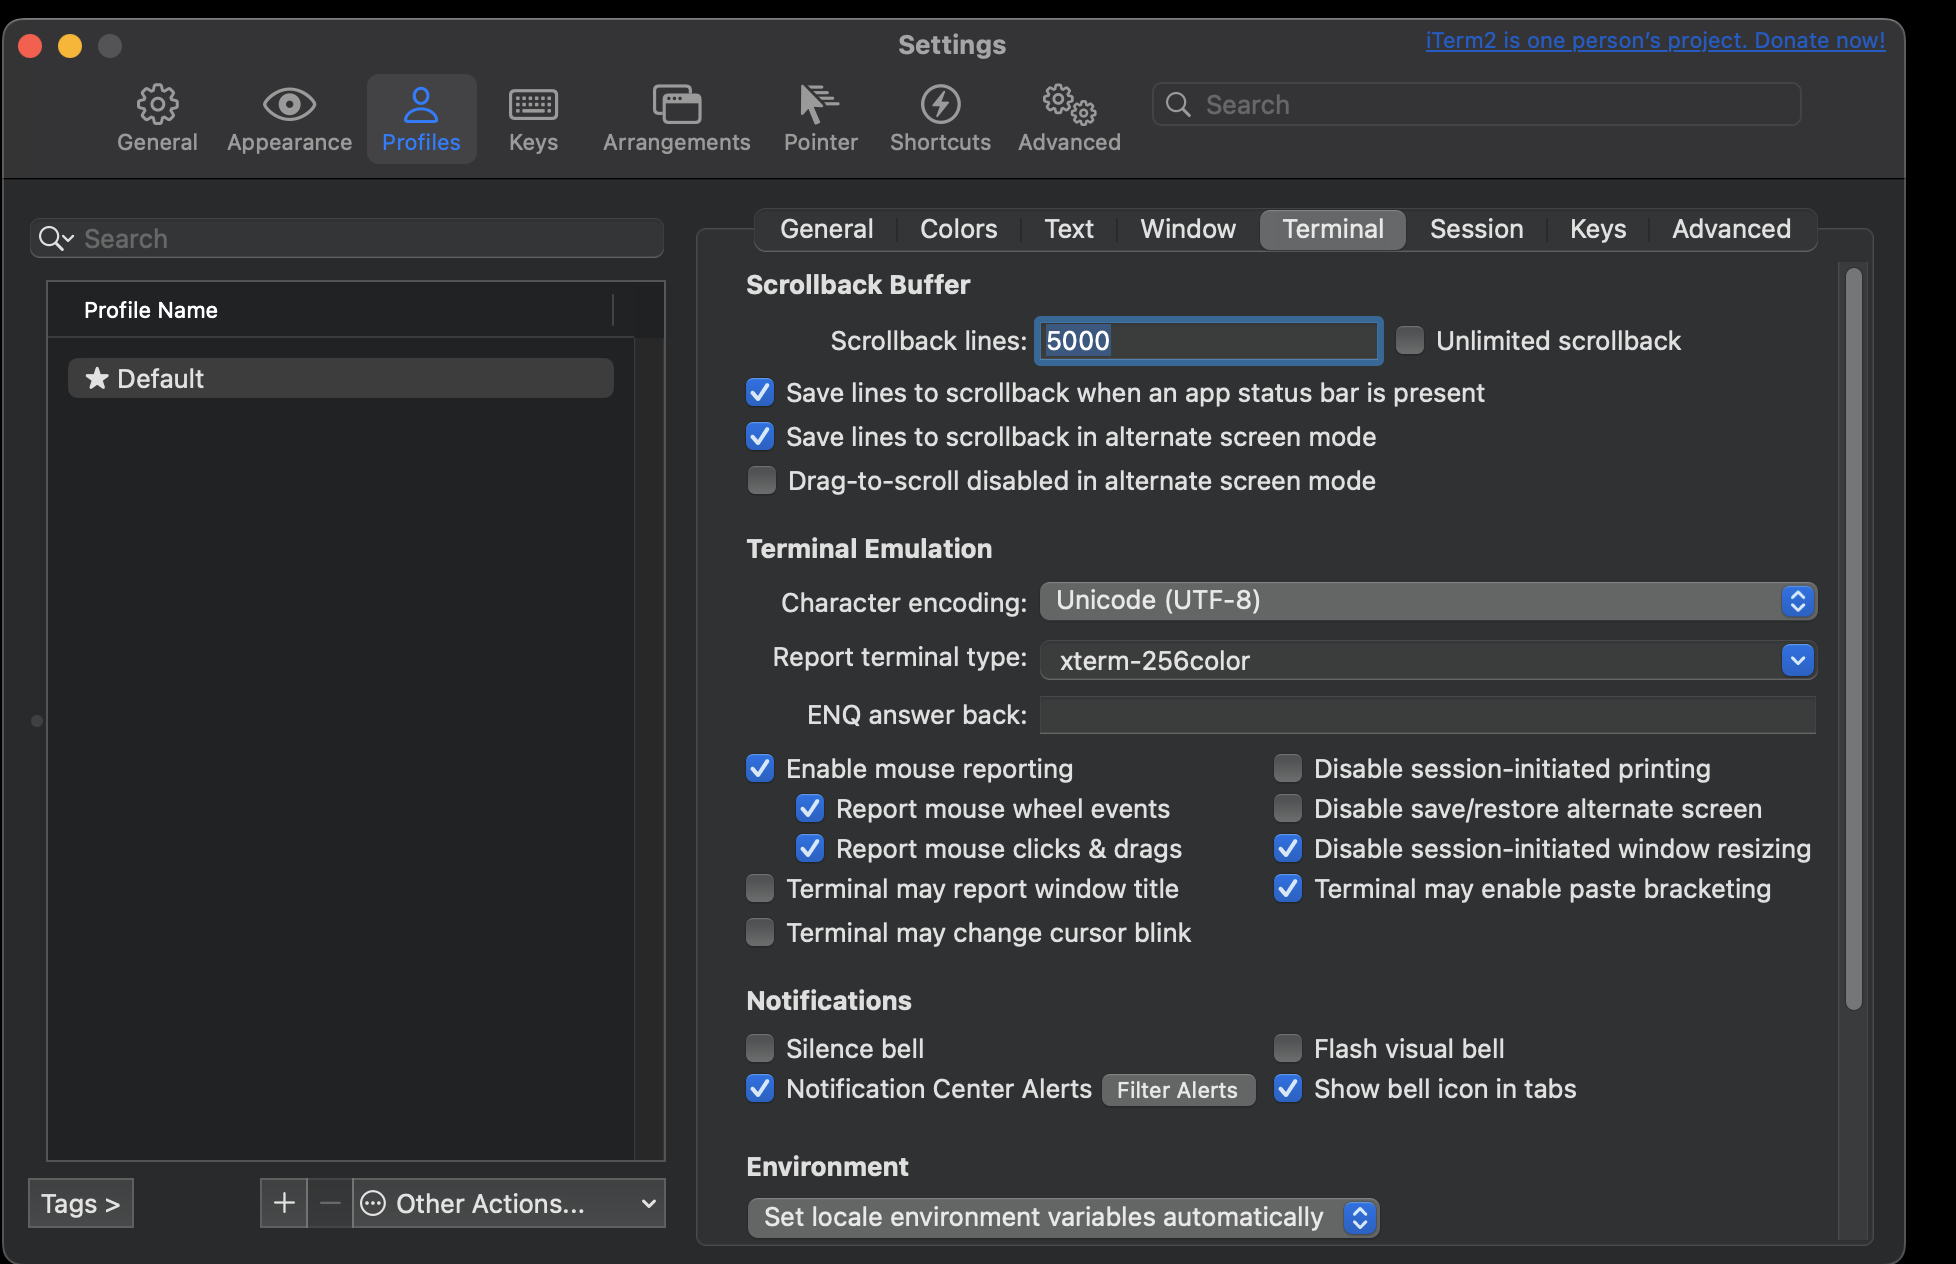 Settings
iTerm2 is one person's project. Donate now!
General
Appearance
Profiles
Keys
Arrangements
Pointer
Shortcuts
Advanced
Search
Search
Profile Name
★ Default
Tags >
+
−
Other Actions...
General
Colors
Text
Window
Terminal
Session
Keys
Advanced
Scrollback Buffer
Scrollback lines: 5000
Unlimited scrollback
Save lines to scrollback when an app status bar is present
Save lines to scrollback in alternate screen mode
Drag-to-scroll disabled in alternate screen mode
Terminal Emulation
Character encoding: Unicode (UTF-8)
Report terminal type: xterm-256color
ENQ answer back:
Enable mouse reporting
Report mouse wheel events
Report mouse clicks & drags
Terminal may report window title
Terminal may change cursor blink
Disable session-initiated printing
Disable save/restore alternate screen
Disable session-initiated window resizing
Terminal may enable paste bracketing
Notifications
Silence bell
Flash visual bell
Notification Center Alerts
Filter Alerts
Show bell icon in tabs
Environment
Set locale environment variables automatically